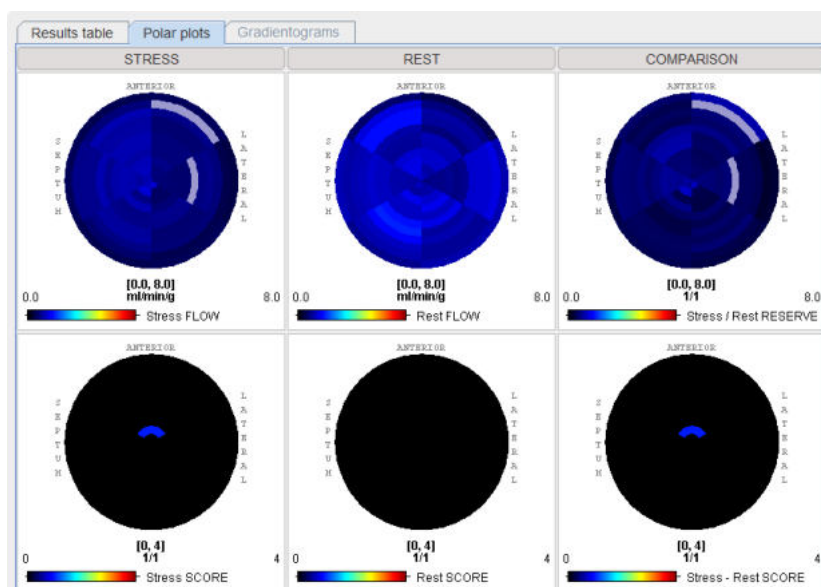 Results table Polar plots Gradientograms
STRESS REST COMPARISON
ANTERIOR ANTERIOR ANTERIOR
SEPTUM LATERAL SEPTUM LATERAL SEPTUM LATERAL
[0.0, 8.0] [0.0, 8.0] [0.0, 8.0]
0.0 ml/min/g 8.0 0.0 ml/min/g 8.0 0.0 1/1 8.0
Stress FLOW Rest FLOW Stress / Rest RESERVE
ANTERIOR ANTERIOR ANTERIOR
SEPTUM LATERAL SEPTUM LATERAL SEPTUM LATERAL
[0, 4] [0, 4] [0, 4]
0 1/1 4 0 1/1 4 0 1/1 4
Stress SCORE Rest SCORE Stress - Rest SCORE